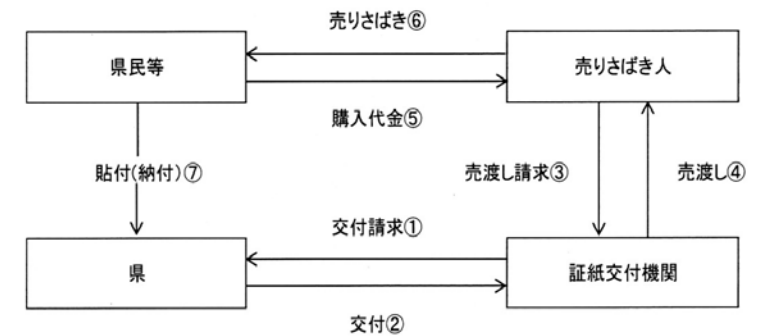 売りさばき⑥
県民等
売りさばき人
購入代金⑤
貼付(納付)⑦
売渡し請求③
売渡し④
交付請求①
県
証紙交付機関
交付②